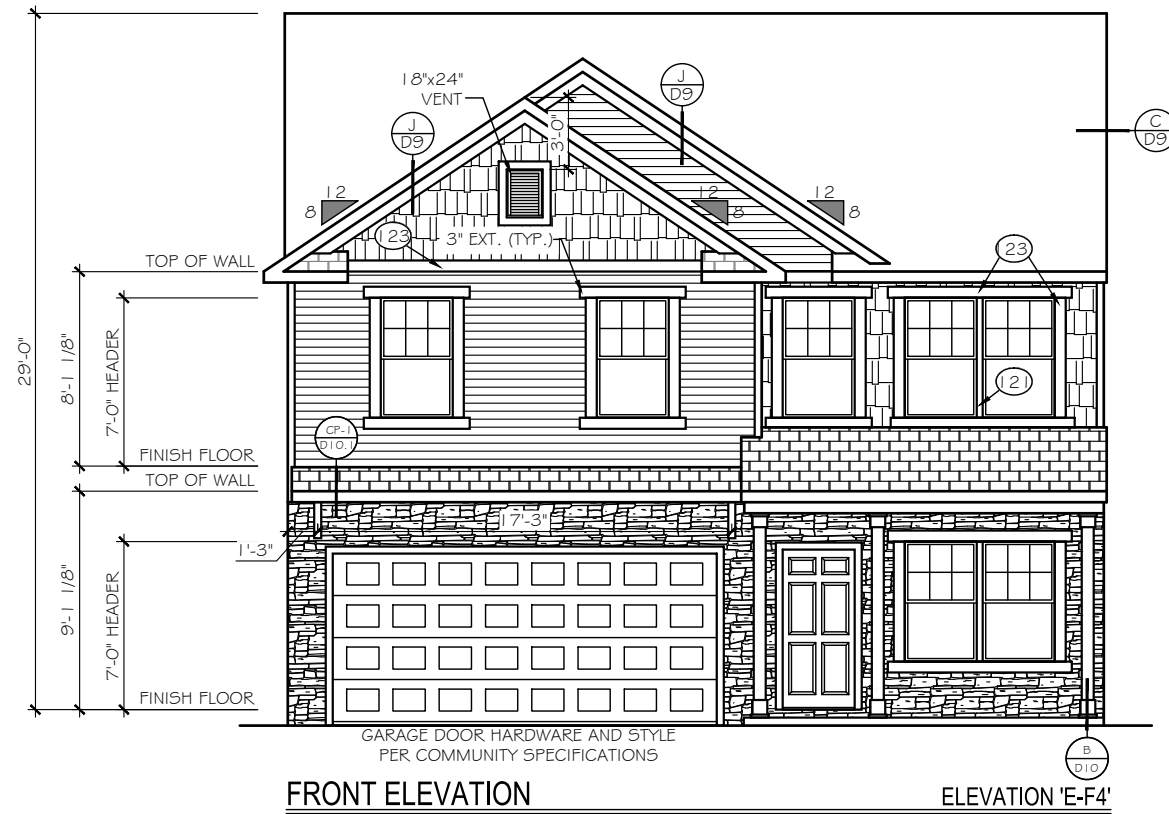 18"x24"
VENT
J
D9
J
D9
C
D9
3'-0"
12
8
12
8
12
8
123
3" EXT. (TYP.)
123
TOP OF WALL
29'-0"
8'-1 1/8"
7'-0" HEADER
121
CP-1
D10.1
FINISH FLOOR
TOP OF WALL
17'-3"
1'-3"
9'-1 1/8"
7'-0" HEADER
FINISH FLOOR
GARAGE DOOR HARDWARE AND STYLE
PER COMMUNITY SPECIFICATIONS
B
D10
FRONT ELEVATION
ELEVATION 'E-F4'